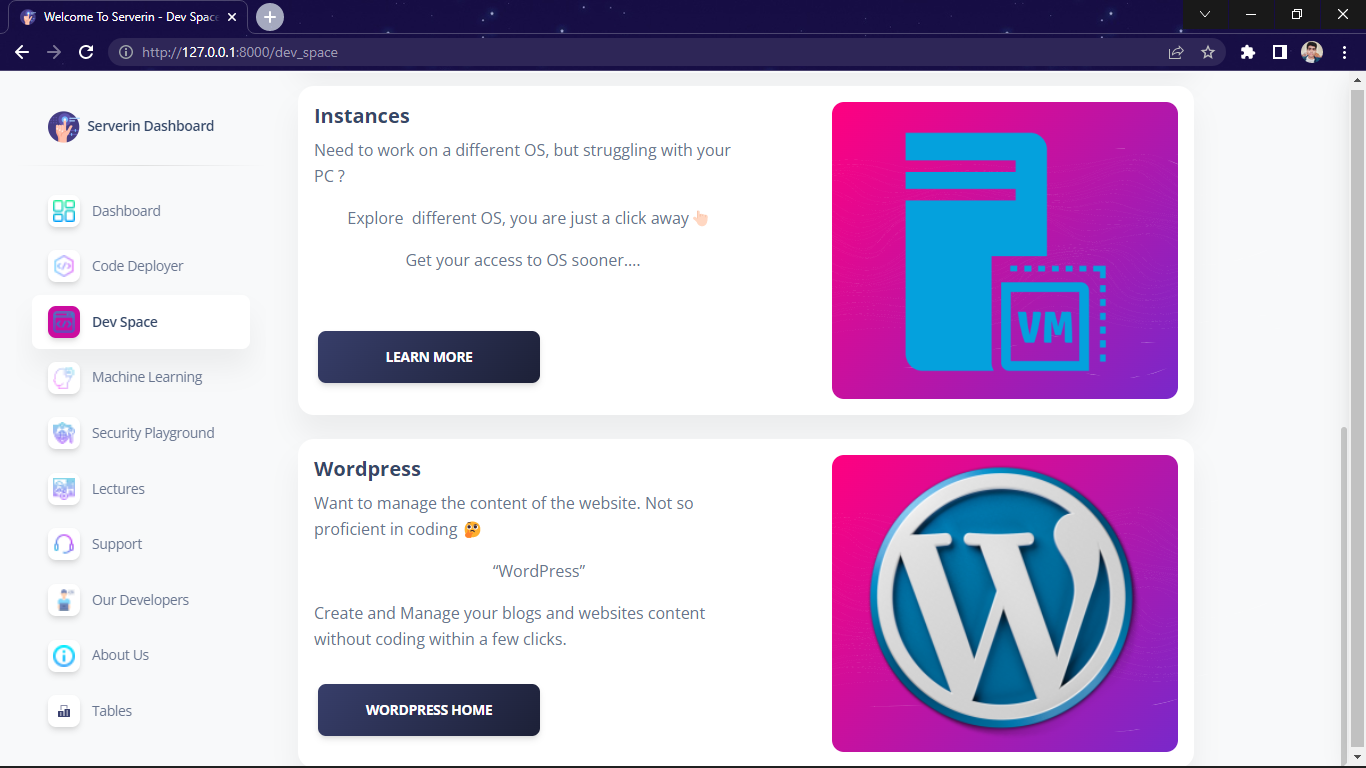 Welcome To Serverin - Dev Space
http://127.0.0.1:8000/dev_space
Serverin Dashboard
Dashboard
Code Deployer
Dev Space
Machine Learning
Security Playground
Lectures
Support
Our Developers
About Us
Tables
Instances
Need to work on a different OS, but struggling with your
PC ?
Explore  different OS, you are just a click away 👆🏻
Get your access to OS sooner....
LEARN MORE
VM
Wordpress
Want to manage the content of the website. Not so
proficient in coding 🤔
“WordPress”
Create and Manage your blogs and websites content
without coding within a few clicks.
WORDPRESS HOME
W